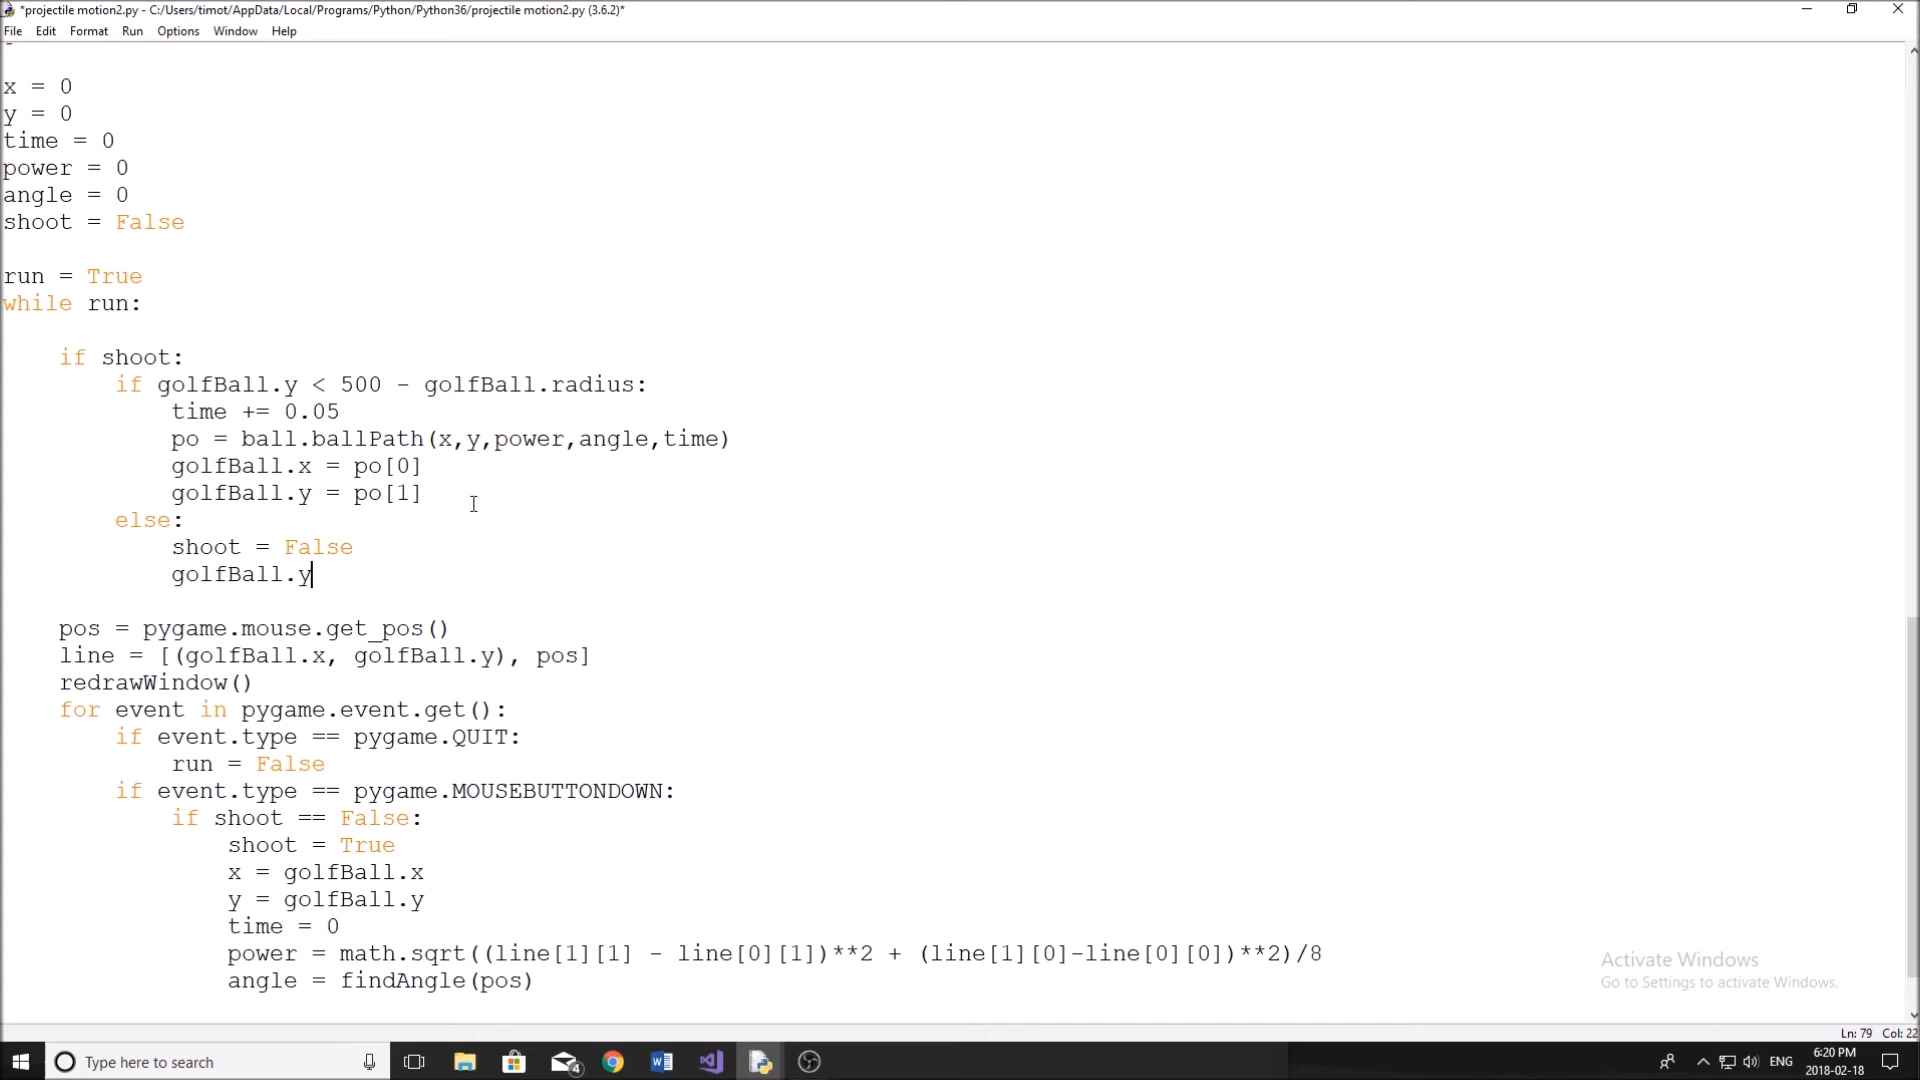 *projectile motion2.py - C:/Users/timot/AppData/Local/Programs/Python/Python36/projectile motion2.py (3.6.2)*
File Edit Format Run Options Window Help
x = 0
y = 0
time = 0
power = 0
angle = 0
shoot = False
run = True
while run:
if shoot:
if golfBall.y < 500 - golfBall.radius:
time += 0.05
po = ball.ballPath(x,y,power,angle,time)
golfBall.x = po[0]
golfBall.y = po[1]
else:
shoot = False
golfBall.y
pos = pygame.mouse.get_pos()
line = [(golfBall.x, golfBall.y), pos]
redrawWindow()
for event in pygame.event.get():
if event.type == pygame.QUIT:
run = False
if event.type == pygame.MOUSEBUTTONDOWN:
if shoot == False:
shoot = True
x = golfBall.x
y = golfBall.y
time = 0
power = math.sqrt((line[1][1] - line[0][1])**2 + (line[1][0]-line[0][0])**2)/8
angle = findAngle(pos)
Activate Windows
Go to Settings to activate Windows.
Ln: 79 Col: 22
Type here to search
4
ENG
6:20 PM
2018-02-18